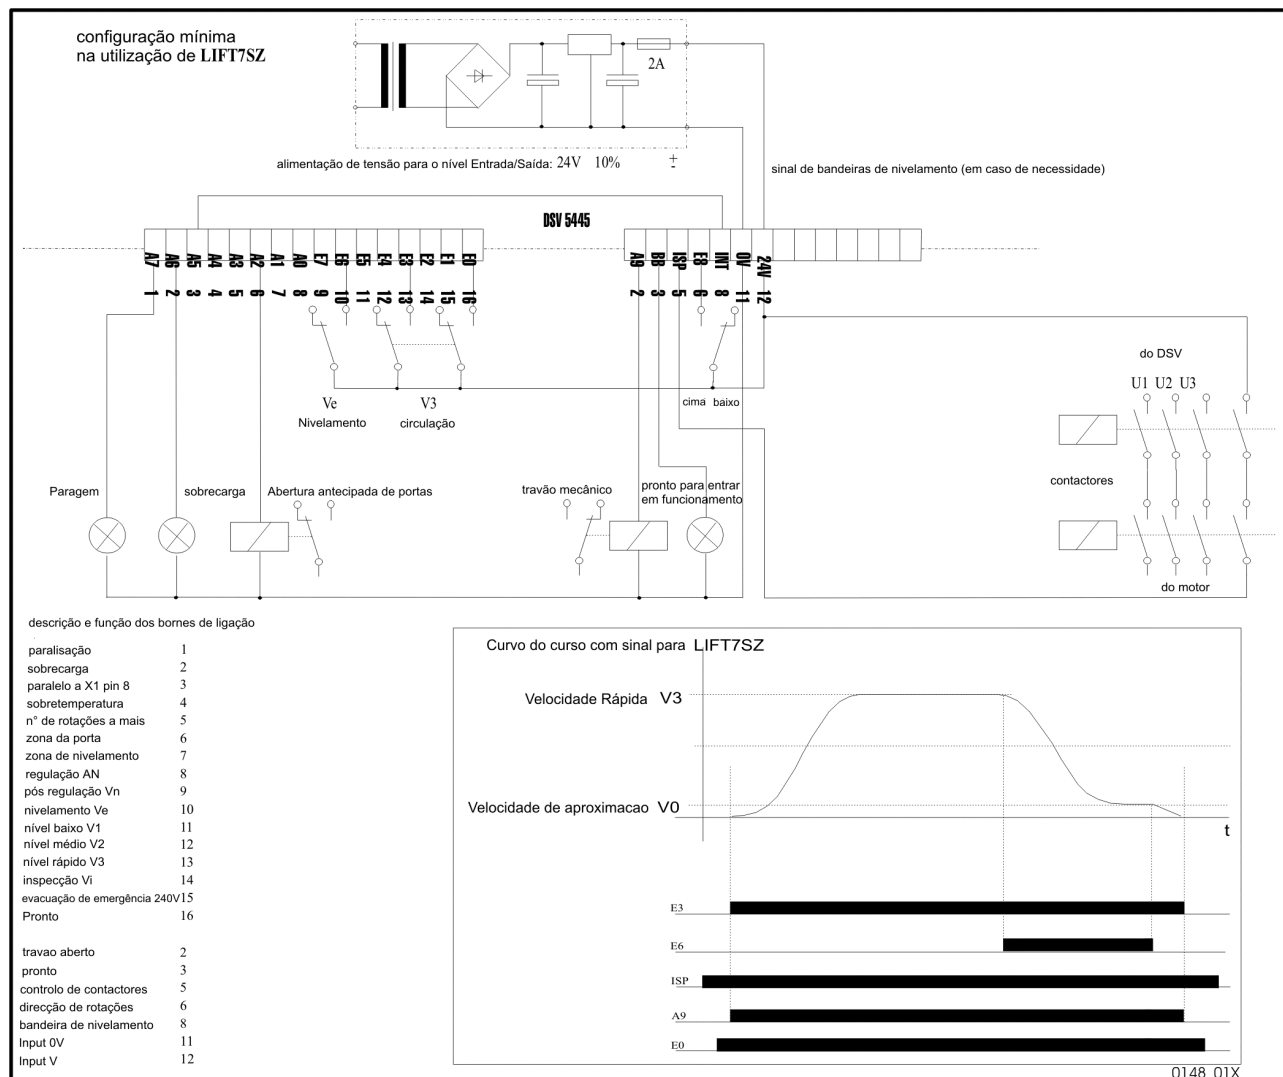 configuração mínima
na utilização de LIFT7SZ
2A
alimentação de tensão para o nível Entrada/Saída: 24V 10% + -
sinal de bandeiras de nivelamento (em caso de necessidade)
DSV 5445
A7 A6 A5 A4 A3 A2 A1 A0 E7 E6 E5 E4 E3 E2 E1 E0
1 2 3 4 5 6 7 8 9 10 11 12 13 14 15 16
A9 BB ISP E8 INT 0V 24V
2 3 5 6 8 11 12
do DSV
U1 U2 U3
Ve
Nivelamento
V3
circulação
cima baixo
contactores
do motor
Paragem
sobrecarga
Abertura antecipada de portas
travão mecânico
pronto para entrar
em funcionamento
descrição e função dos bornes de ligação
paralisação 1
sobrecarga 2
paralelo a X1 pin 8 3
sobretemperatura 4
n° de rotações a mais 5
zona da porta 6
zona de nivelamento 7
regulação AN 8
pós regulação Vn 9
nivelamento Ve 10
nível baixo V1 11
nível médio V2 12
nível rápido V3 13
inspecção Vi 14
evacuação de emergência 240V 15
Pronto 16
travao aberto 2
pronto 3
controlo de contactores 5
direcção de rotações 6
bandeira de nivelamento 8
Input 0V 11
Input V 12
Curvo do curso com sinal para LIFT7SZ
Velocidade Rápida V3
Velocidade de aproximacao V0
t
E3
E6
ISP
A9
E0
0148_01X